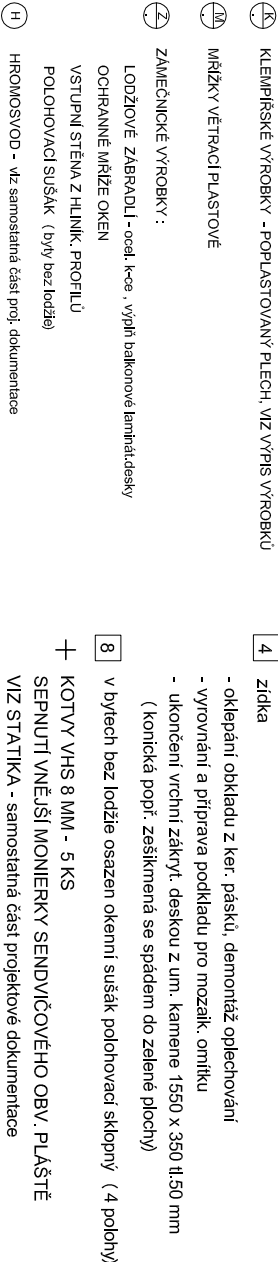 K. KLEMPÍŘSKÉ VÝROBKY - POPLASTOVANÝ PLECH, VIZ VÝPIS VÝROBKŮ
M. MŘÍŽKY VĚTRACÍ PLASTOVÉ
Z. ZÁMEČNICKÉ VÝROBKY :
LODŽIOVÉ ZÁBRADLÍ - ocel. k-ce , výplň balkonové laminát.desky
OCHRANNÉ MŘÍŽE OKEN
VSTUPNÍ STĚNA Z HLINÍK. PROFILŮ
POLOHOVACÍ SUŠÁK ( byty bez lodžie)
H HROMOSVOD - viz samostatná část proj. dokumentace
4 zídka
- oklepání obkladu z ker. pásků, demontáž oplechování
- vyrovnání a příprava podkladu pro mozaik. omítku
- ukončení vrchní zákryt. deskou z um. kamene 1550 x 350 tl.50 mm
( konická popř. zešikmená se spádem do zelené plochy)
8 v bytech bez lodžie osazen okenní sušák polohovací sklopný ( 4 polohy)
+ KOTVY VHS 8 MM - 5 KS
SEPNUTÍ VNĚJŠÍ MONIERKY SENDVIČOVÉHO OBV. PLÁŠTĚ
VIZ STATIKA - samostatná část projektové dokumentace